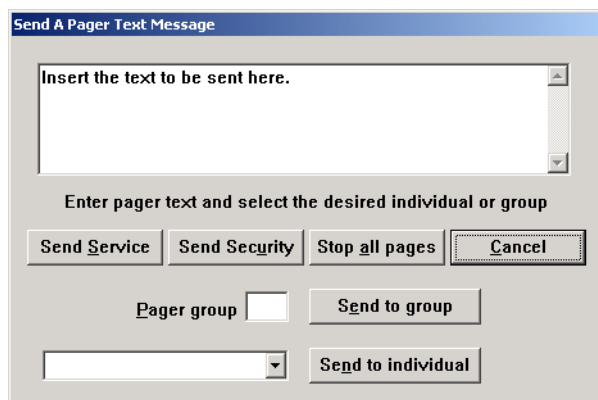 Send A Pager Text Message
Insert the text to be sent here.
Enter pager text and select the desired individual or group
Send Service Send Security Stop all pages Cancel
Pager group Send to group
Send to individual